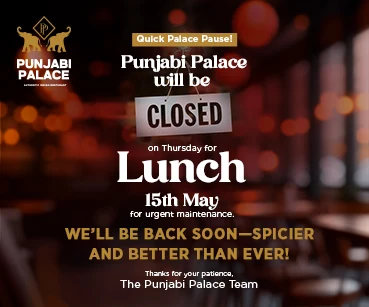 PUNJABI
PALACE
AUTHENTIC INDIAN RESTAURANT
Quick Palace Pause!
Punjabi Palace
will be
CLOSED
on Thursday for
Lunch
15th May
for urgent maintenance.
WE'LL BE BACK SOON—SPICIER
AND BETTER THAN EVER!
Thanks for your patience,
The Punjabi Palace Team